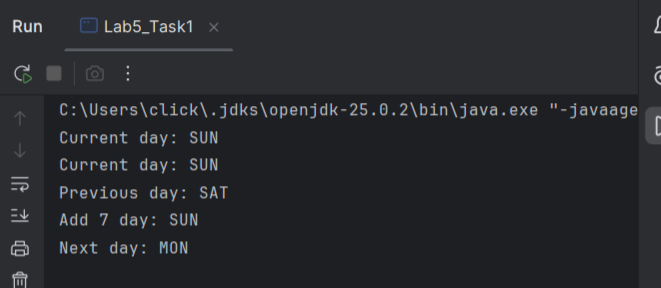 Run Lab5_Task1
C:\Users\click\.jdks\openjdk-25.0.2\bin\java.exe "-javaage
Current day: SUN
Current day: SUN
Previous day: SAT
Add 7 day: SUN
Next day: MON